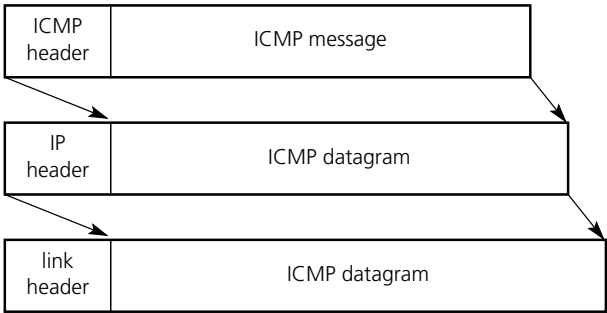 ICMP
header
ICMP message
IP
header
ICMP datagram
link
header
ICMP datagram